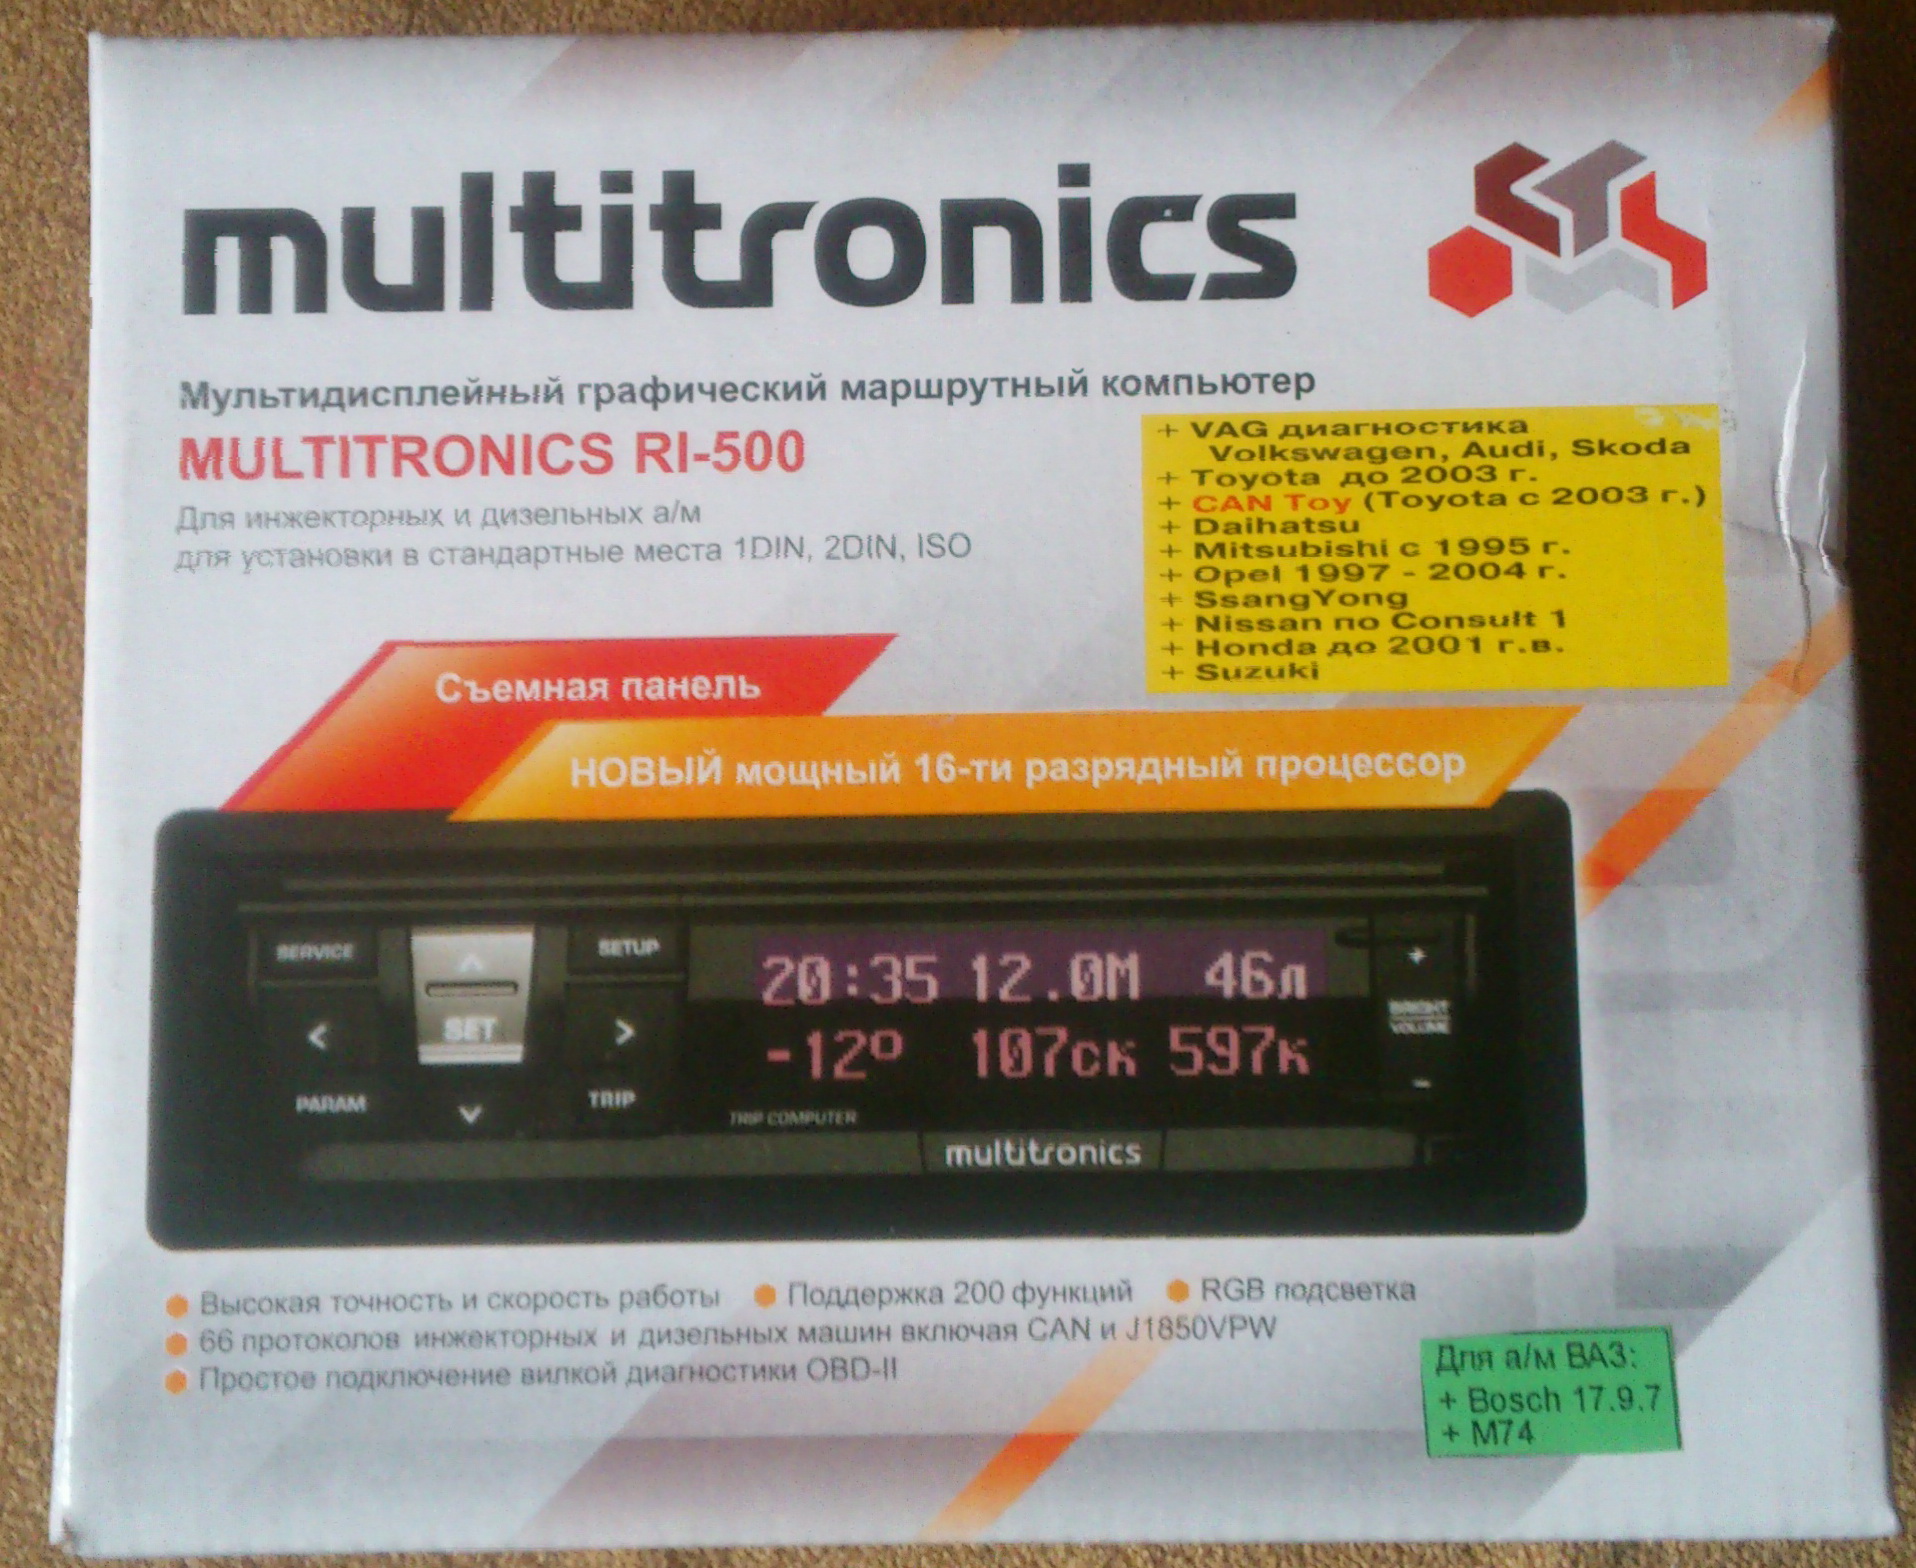 multitronics
Мультидисплейный графический маршрутный компьютер
MULTITRONICS RI-500
Для инжекторных и дизельных а/м
для установки в стандартные места 1DIN, 2DIN, ISO
+ VAG диагностика
Volkswagen, Audi, Skoda
+ Toyota до 2003 г.
+ CAN Toy (Toyota с 2003 г.)
+ Daihatsu
+ Mitsubishi с 1995 г.
+ Opel 1997 - 2004 г.
+ SsangYong
+ Nissan по Consult 1
+ Honda до 2001 г.в.
+ Suzuki
Съемная панель
НОВЫЙ мощный 16-ти разрядный процессор
SERVICE
SETUP
SET
PARAM
TRIP
20:35 12.0М 46л
-12° 107ск 597к
+
BRIGHT
VOLUME
-
TRIP COMPUTER
multitronics
Высокая точность и скорость работы
Поддержка 200 функций
RGB подсветка
66 протоколов инжекторных и дизельных машин включая CAN и J1850VPW
Простое подключение вилкой диагностики OBD-II
Для а/м ВАЗ:
+ Bosch 17.9.7
+ М74